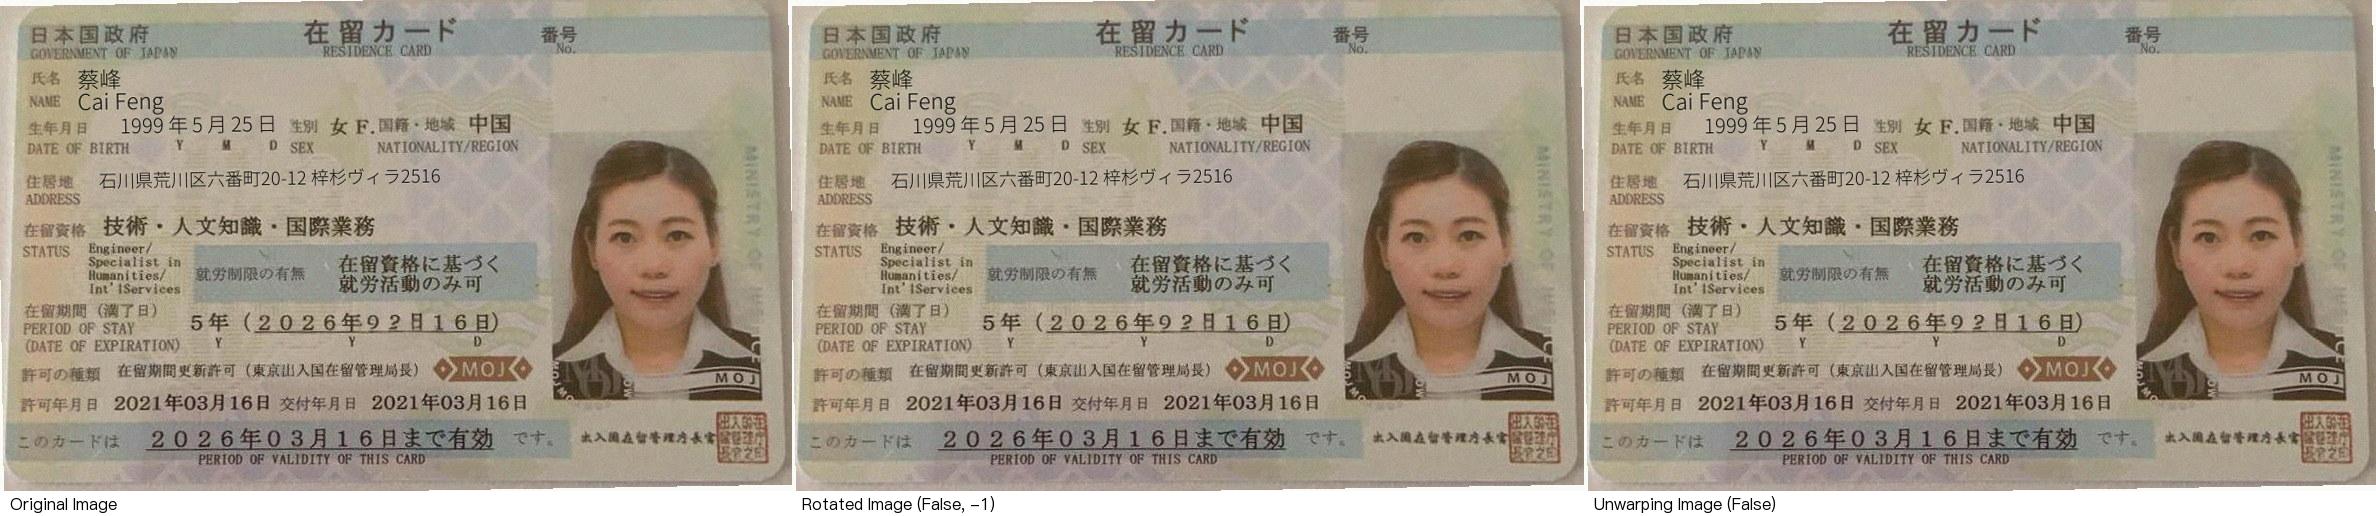 日本国政府 在留カード 番号
GOVERNMENT OF JAPAN RESIDENCE CARD No.
氏名 蔡峰
NAME Cai Feng
生年月日 1999年5月25日 性別 女 F. 国籍・地域 中国
DATE OF BIRTH Y M D SEX NATIONALITY/REGION
住居地 石川県荒川区六番町20-12 梓杉ヴィラ2516
ADDRESS
在留資格 技術・人文知識・国際業務
STATUS Engineer/
Specialist in
Humanities/
Int'lServices
就労制限の有無 在留資格に基づく
就労活動のみ可
在留期間(満了日)
PERIOD OF STAY
(DATE OF EXPIRATION)
5年(2026年92月16日)
Y Y D
許可の種類 在留期間更新許可(東京出入国在留管理局長) MOJ
許可年月日 2021年03月16日 交付年月日 2021年03月16日
このカードは 2026年03月16日まで有効 です。
PERIOD OF VALIDITY OF THIS CARD
出入国在留管理庁長官
MINISTRY OF
MOJ
Original Image
日本国政府 在留カード 番号
GOVERNMENT OF JAPAN RESIDENCE CARD No.
氏名 蔡峰
NAME Cai Feng
生年月日 1999年5月25日 性別 女 F. 国籍・地域 中国
DATE OF BIRTH Y M D SEX NATIONALITY/REGION
住居地 石川県荒川区六番町20-12 梓杉ヴィラ2516
ADDRESS
在留資格 技術・人文知識・国際業務
STATUS Engineer/
Specialist in
Humanities/
Int'lServices
就労制限の有無 在留資格に基づく
就労活動のみ可
在留期間(満了日)
PERIOD OF STAY
(DATE OF EXPIRATION)
5年(2026年92月16日)
Y Y D
許可の種類 在留期間更新許可(東京出入国在留管理局長) MOJ
許可年月日 2021年03月16日 交付年月日 2021年03月16日
このカードは 2026年03月16日まで有効 です。
PERIOD OF VALIDITY OF THIS CARD
出入国在留管理庁長官
MINISTRY OF
MOJ
Rotated Image (False, -1)
日本国政府 在留カード 番号
GOVERNMENT OF JAPAN RESIDENCE CARD No.
氏名 蔡峰
NAME Cai Feng
生年月日 1999年5月25日 性別 女 F. 国籍・地域 中国
DATE OF BIRTH Y M D SEX NATIONALITY/REGION
住居地 石川県荒川区六番町20-12 梓杉ヴィラ2516
ADDRESS
在留資格 技術・人文知識・国際業務
STATUS Engineer/
Specialist in
Humanities/
Int'lServices
就労制限の有無 在留資格に基づく
就労活動のみ可
在留期間(満了日)
PERIOD OF STAY
(DATE OF EXPIRATION)
5年(2026年92月16日)
Y Y D
許可の種類 在留期間更新許可(東京出入国在留管理局長) MOJ
許可年月日 2021年03月16日 交付年月日 2021年03月16日
このカードは 2026年03月16日まで有効 です。
PERIOD OF VALIDITY OF THIS CARD
出入国在留管理庁長官
MINISTRY OF
MOJ
Unwarping Image (False)